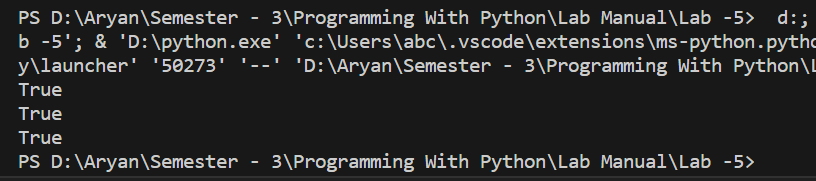 PS D:\Aryan\Semester - 3\Programming With Python\Lab Manual\Lab -5>  d:;
b -5'; & 'D:\python.exe' 'c:\Users\abc\.vscode\extensions\ms-python.pytho
y\launcher' '50273' '--' 'D:\Aryan\Semester - 3\Programming With Python\L
True
True
True
PS D:\Aryan\Semester - 3\Programming With Python\Lab Manual\Lab -5>